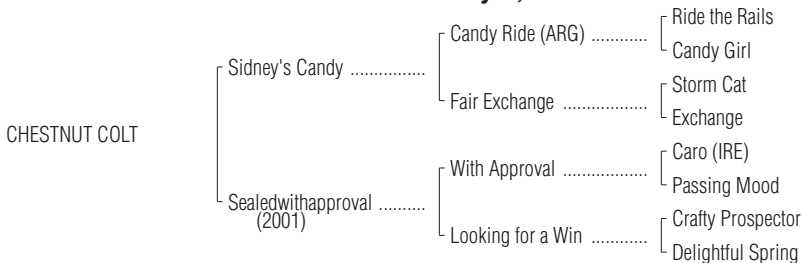 Ride the Rails
Candy Ride (ARG) ............
Candy Girl
Sidney's Candy ................
Storm Cat
Fair Exchange ..................
Exchange
CHESTNUT COLT
Caro (IRE)
With Approval ..................
Passing Mood
Sealedwithapproval ..........
(2001)
Crafty Prospector
Looking for a Win ............
Delightful Spring